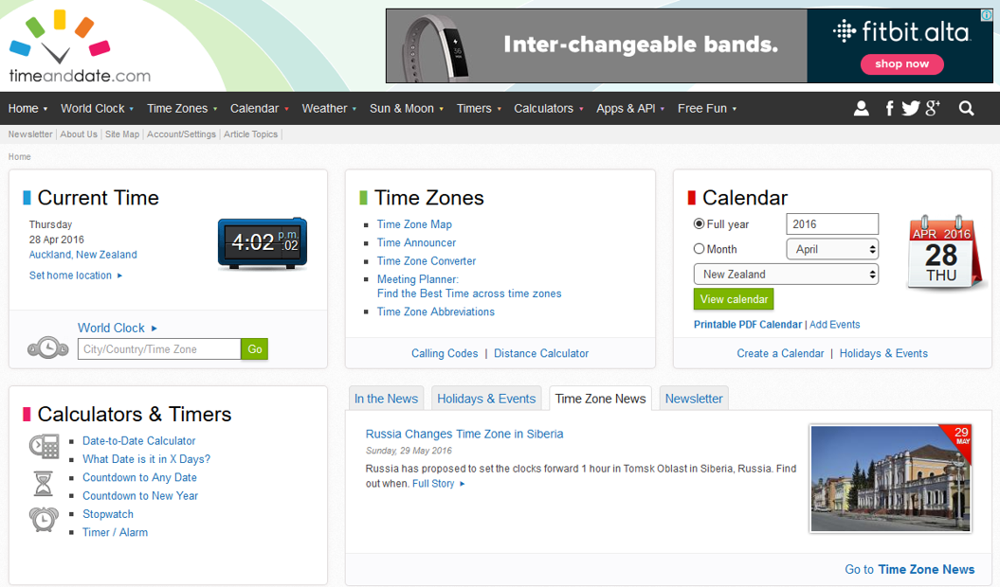 timeanddate.com
Inter-changeable bands.
fitbit alta
shop now
Home World Clock Time Zones Calendar Weather Sun & Moon Timers Calculators Apps & API Free Fun
Newsletter | About Us | Site Map | Account/Settings | Article Topics |
Home
Current Time
Thursday
28 Apr 2016
Auckland, New Zealand
Set home location
4:02 p.m. :02
World Clock
City/Country/Time Zone Go
Time Zones
Time Zone Map
Time Announcer
Time Zone Converter
Meeting Planner:
Find the Best Time across time zones
Time Zone Abbreviations
Calling Codes | Distance Calculator
Calendar
Full year 2016
Month April
New Zealand
View calendar
Printable PDF Calendar | Add Events
APR 2016
28
THU
Create a Calendar | Holidays & Events
Calculators & Timers
Date-to-Date Calculator
What Date is it in X Days?
Countdown to Any Date
Countdown to New Year
Stopwatch
Timer / Alarm
In the News Holidays & Events Time Zone News Newsletter
Russia Changes Time Zone in Siberia
Sunday, 29 May 2016
Russia has proposed to set the clocks forward 1 hour in Tomsk Oblast in Siberia, Russia. Find
out when. Full Story
29
MAY
Go to Time Zone News